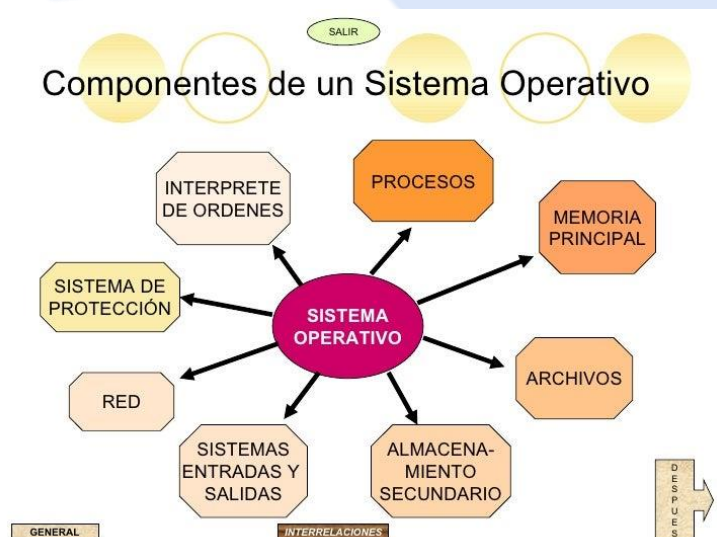 SALIR
Componentes de un Sistema Operativo
INTERPRETE
DE ORDENES
PROCESOS
MEMORIA
PRINCIPAL
SISTEMA DE
PROTECCIÓN
SISTEMA
OPERATIVO
ARCHIVOS
RED
SISTEMAS
ENTRADAS Y
SALIDAS
ALMACENA-
MIENTO
SECUNDARIO
DESPUES
GENERAL
INTERRELACIONES